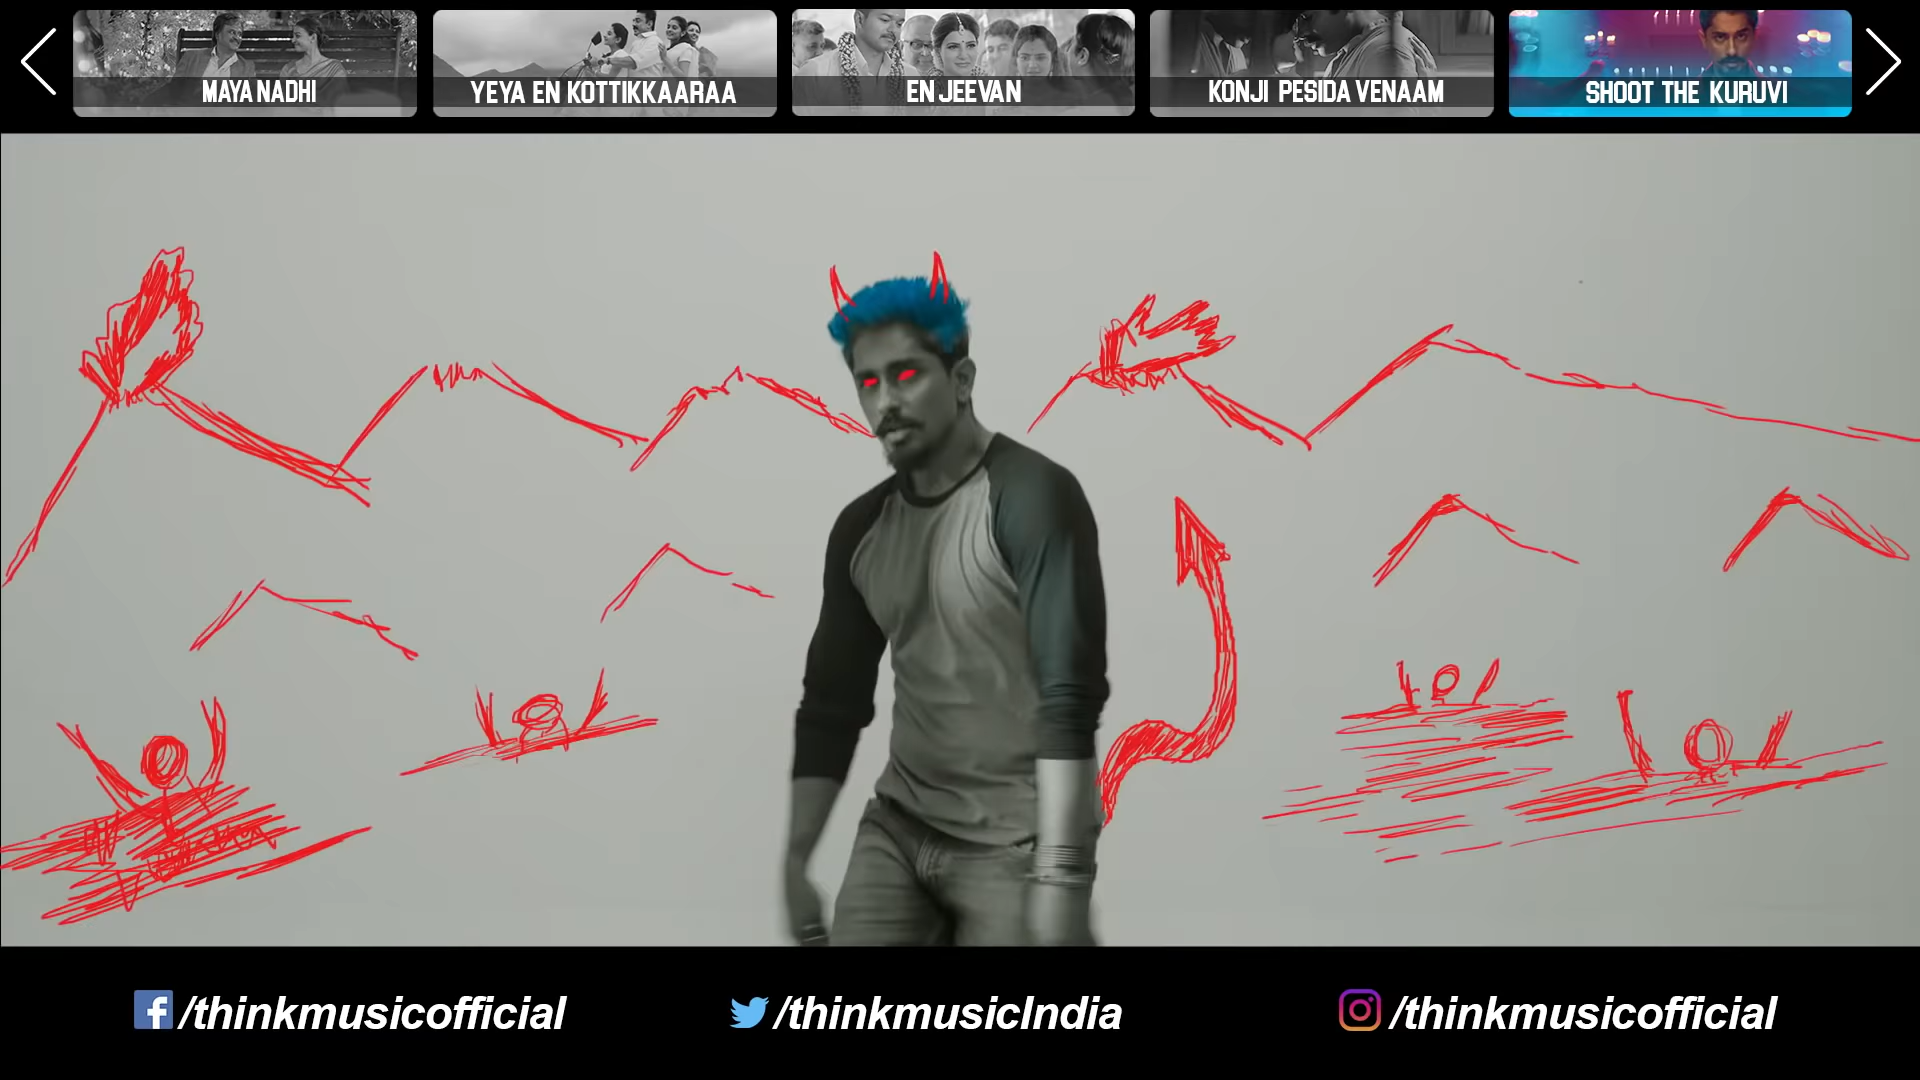 MAYA NADHI
YEYA EN KOTTIKKAARAA
EN JEEVAN
KONJI PESIDA VENAAM
SHOOT THE KURUVI
/thinkmusicofficial
/thinkmusicIndia
/thinkmusicofficial